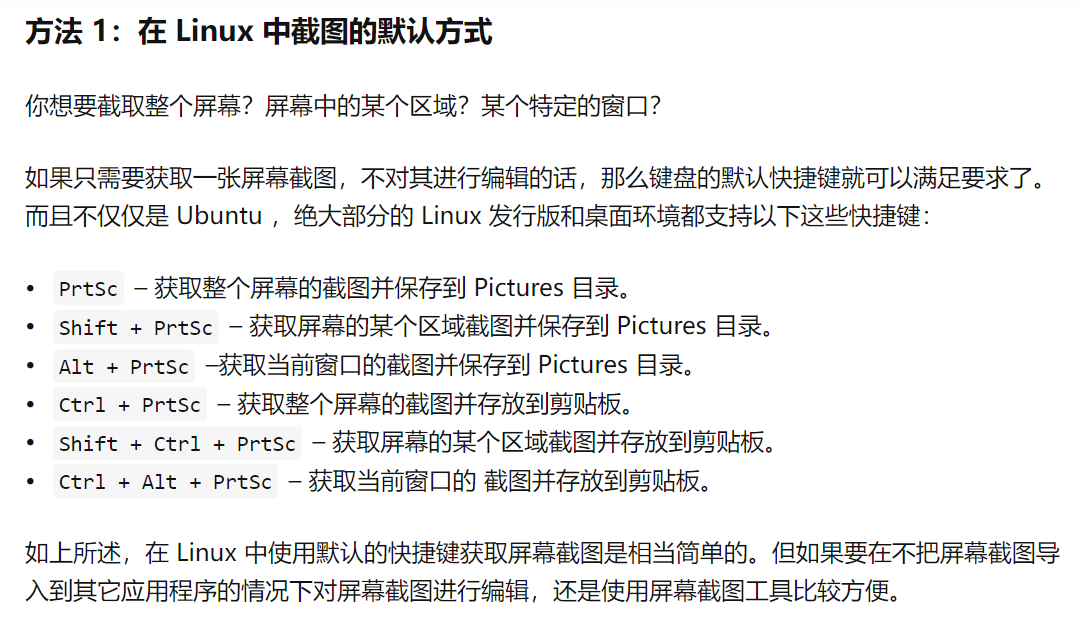 方法 1：在 Linux 中截图的默认方式
你想要截取整个屏幕？屏幕中的某个区域？某个特定的窗口？
如果只需要获取一张屏幕截图，不对其进行编辑的话，那么键盘的默认快捷键就可以满足要求了。
而且不仅仅是 Ubuntu ，绝大部分的 Linux 发行版和桌面环境都支持以下这些快捷键：
• PrtSc – 获取整个屏幕的截图并保存到 Pictures 目录。
• Shift + PrtSc – 获取屏幕的某个区域截图并保存到 Pictures 目录。
• Alt + PrtSc –获取当前窗口的截图并保存到 Pictures 目录。
• Ctrl + PrtSc – 获取整个屏幕的截图并存放到剪贴板。
• Shift + Ctrl + PrtSc – 获取屏幕的某个区域截图并存放到剪贴板。
• Ctrl + Alt + PrtSc – 获取当前窗口的 截图并存放到剪贴板。
如上所述，在 Linux 中使用默认的快捷键获取屏幕截图是相当简单的。但如果要在不把屏幕截图导
入到其它应用程序的情况下对屏幕截图进行编辑，还是使用屏幕截图工具比较方便。